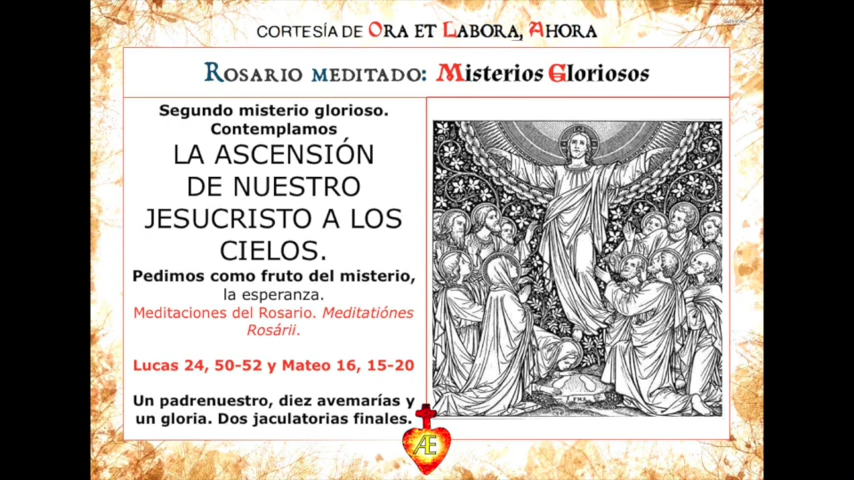 CORTESÍA DE ORA ET LABORA, AHORA
ROSARIO MEDITADO: Misterios Gloriosos
Segundo misterio glorioso.
Contemplamos
LA ASCENSIÓN
DE NUESTRO
JESUCRISTO A LOS
CIELOS.
Pedimos como fruto del misterio,
la esperanza.
Meditaciones del Rosario. Meditatiónes
Rosárii.
Lucas 24, 50-52 y Mateo 16, 15-20
Un padrenuestro, diez avemarías y
un gloria. Dos jaculatorias finales.
Æ